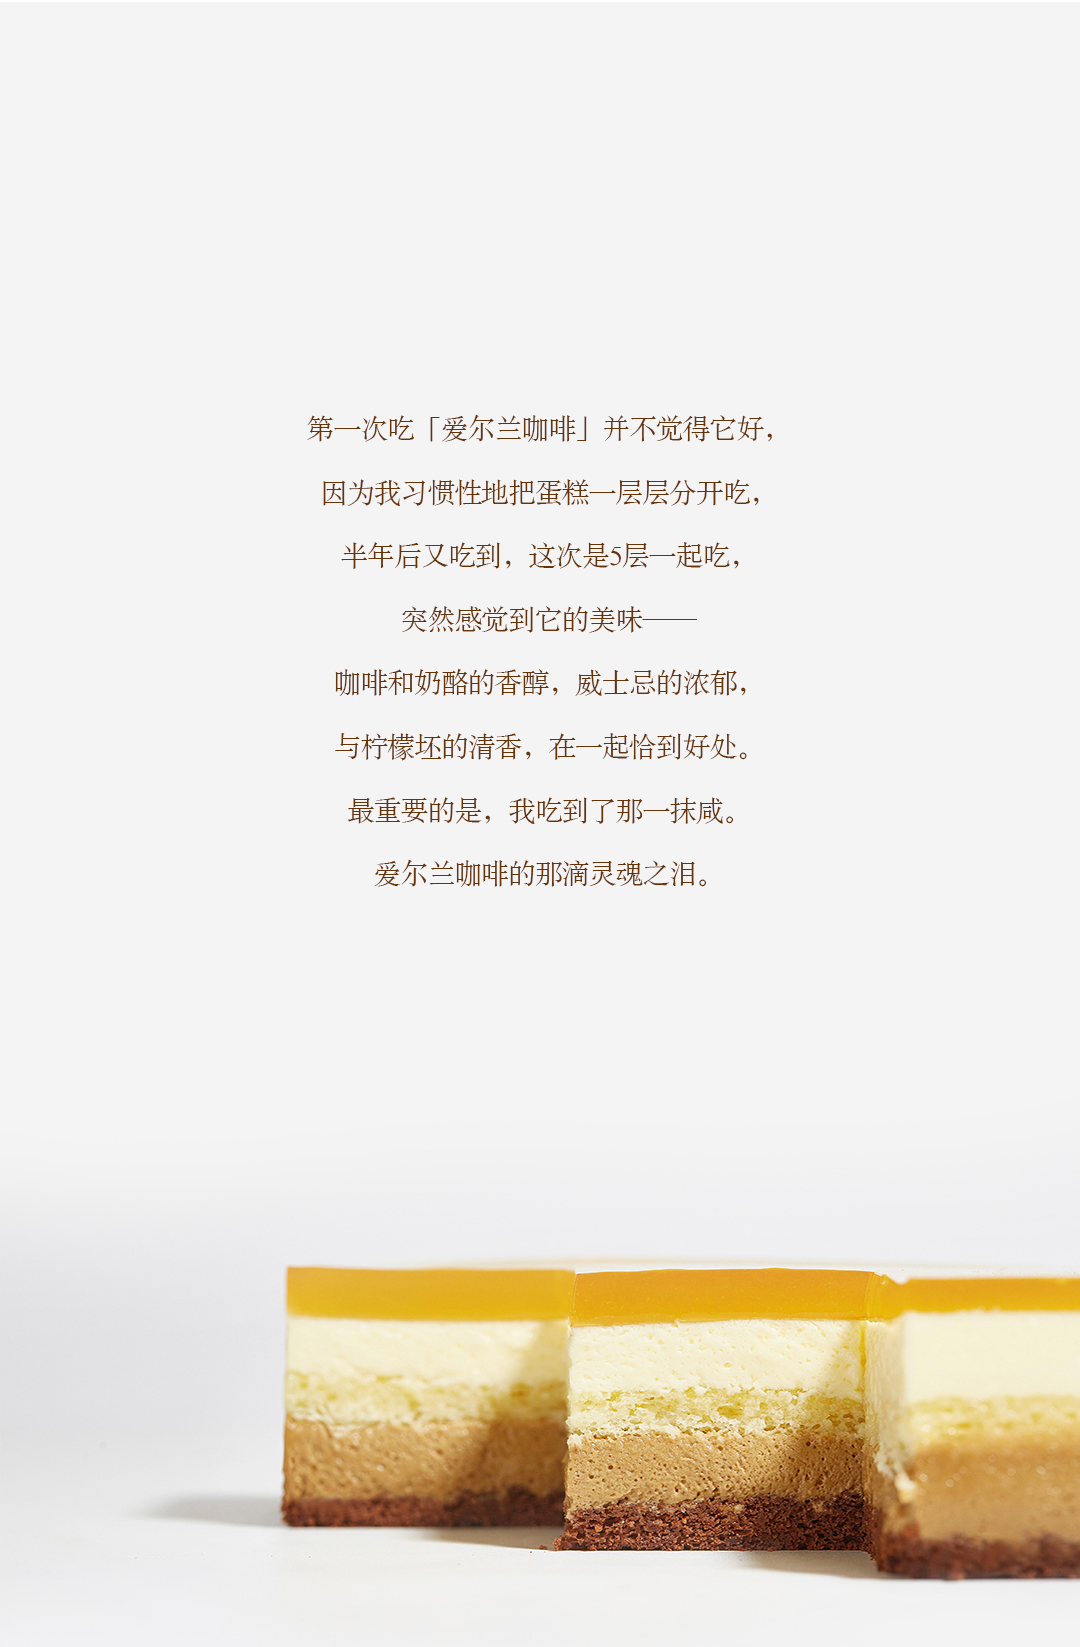 第一次吃「爱尔兰咖啡」并不觉得它好，
因为我习惯性地把蛋糕一层层分开吃，
半年后又吃到，这次是5层一起吃，
突然感觉到它的美味——
咖啡和奶酪的香醇，威士忌的浓郁，
与柠檬坯的清香，在一起恰到好处。
最重要的是，我吃到了那一抹咸。
爱尔兰咖啡的那滴灵魂之泪。